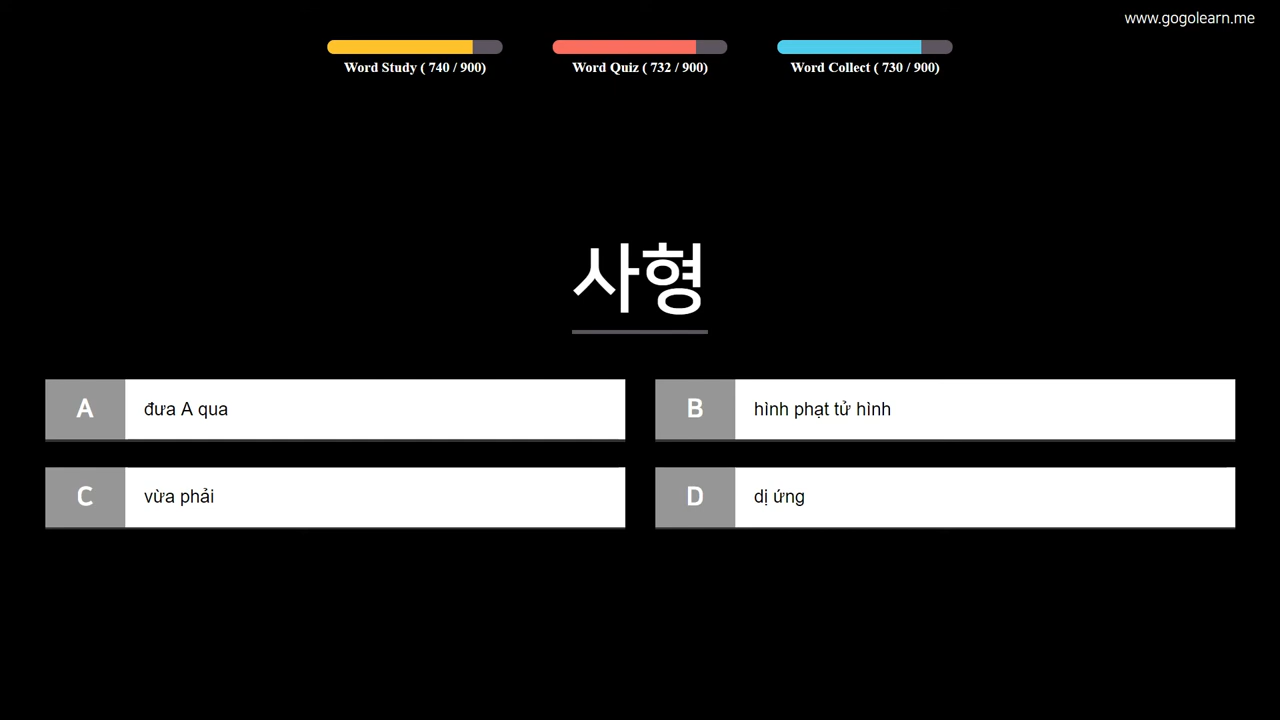 www.gogolearn.me
Word Study ( 740 / 900)
Word Quiz ( 732 / 900)
Word Collect ( 730 / 900)
사형
A đưa A qua
B hình phạt tử hình
C vừa phải
D dị ứng